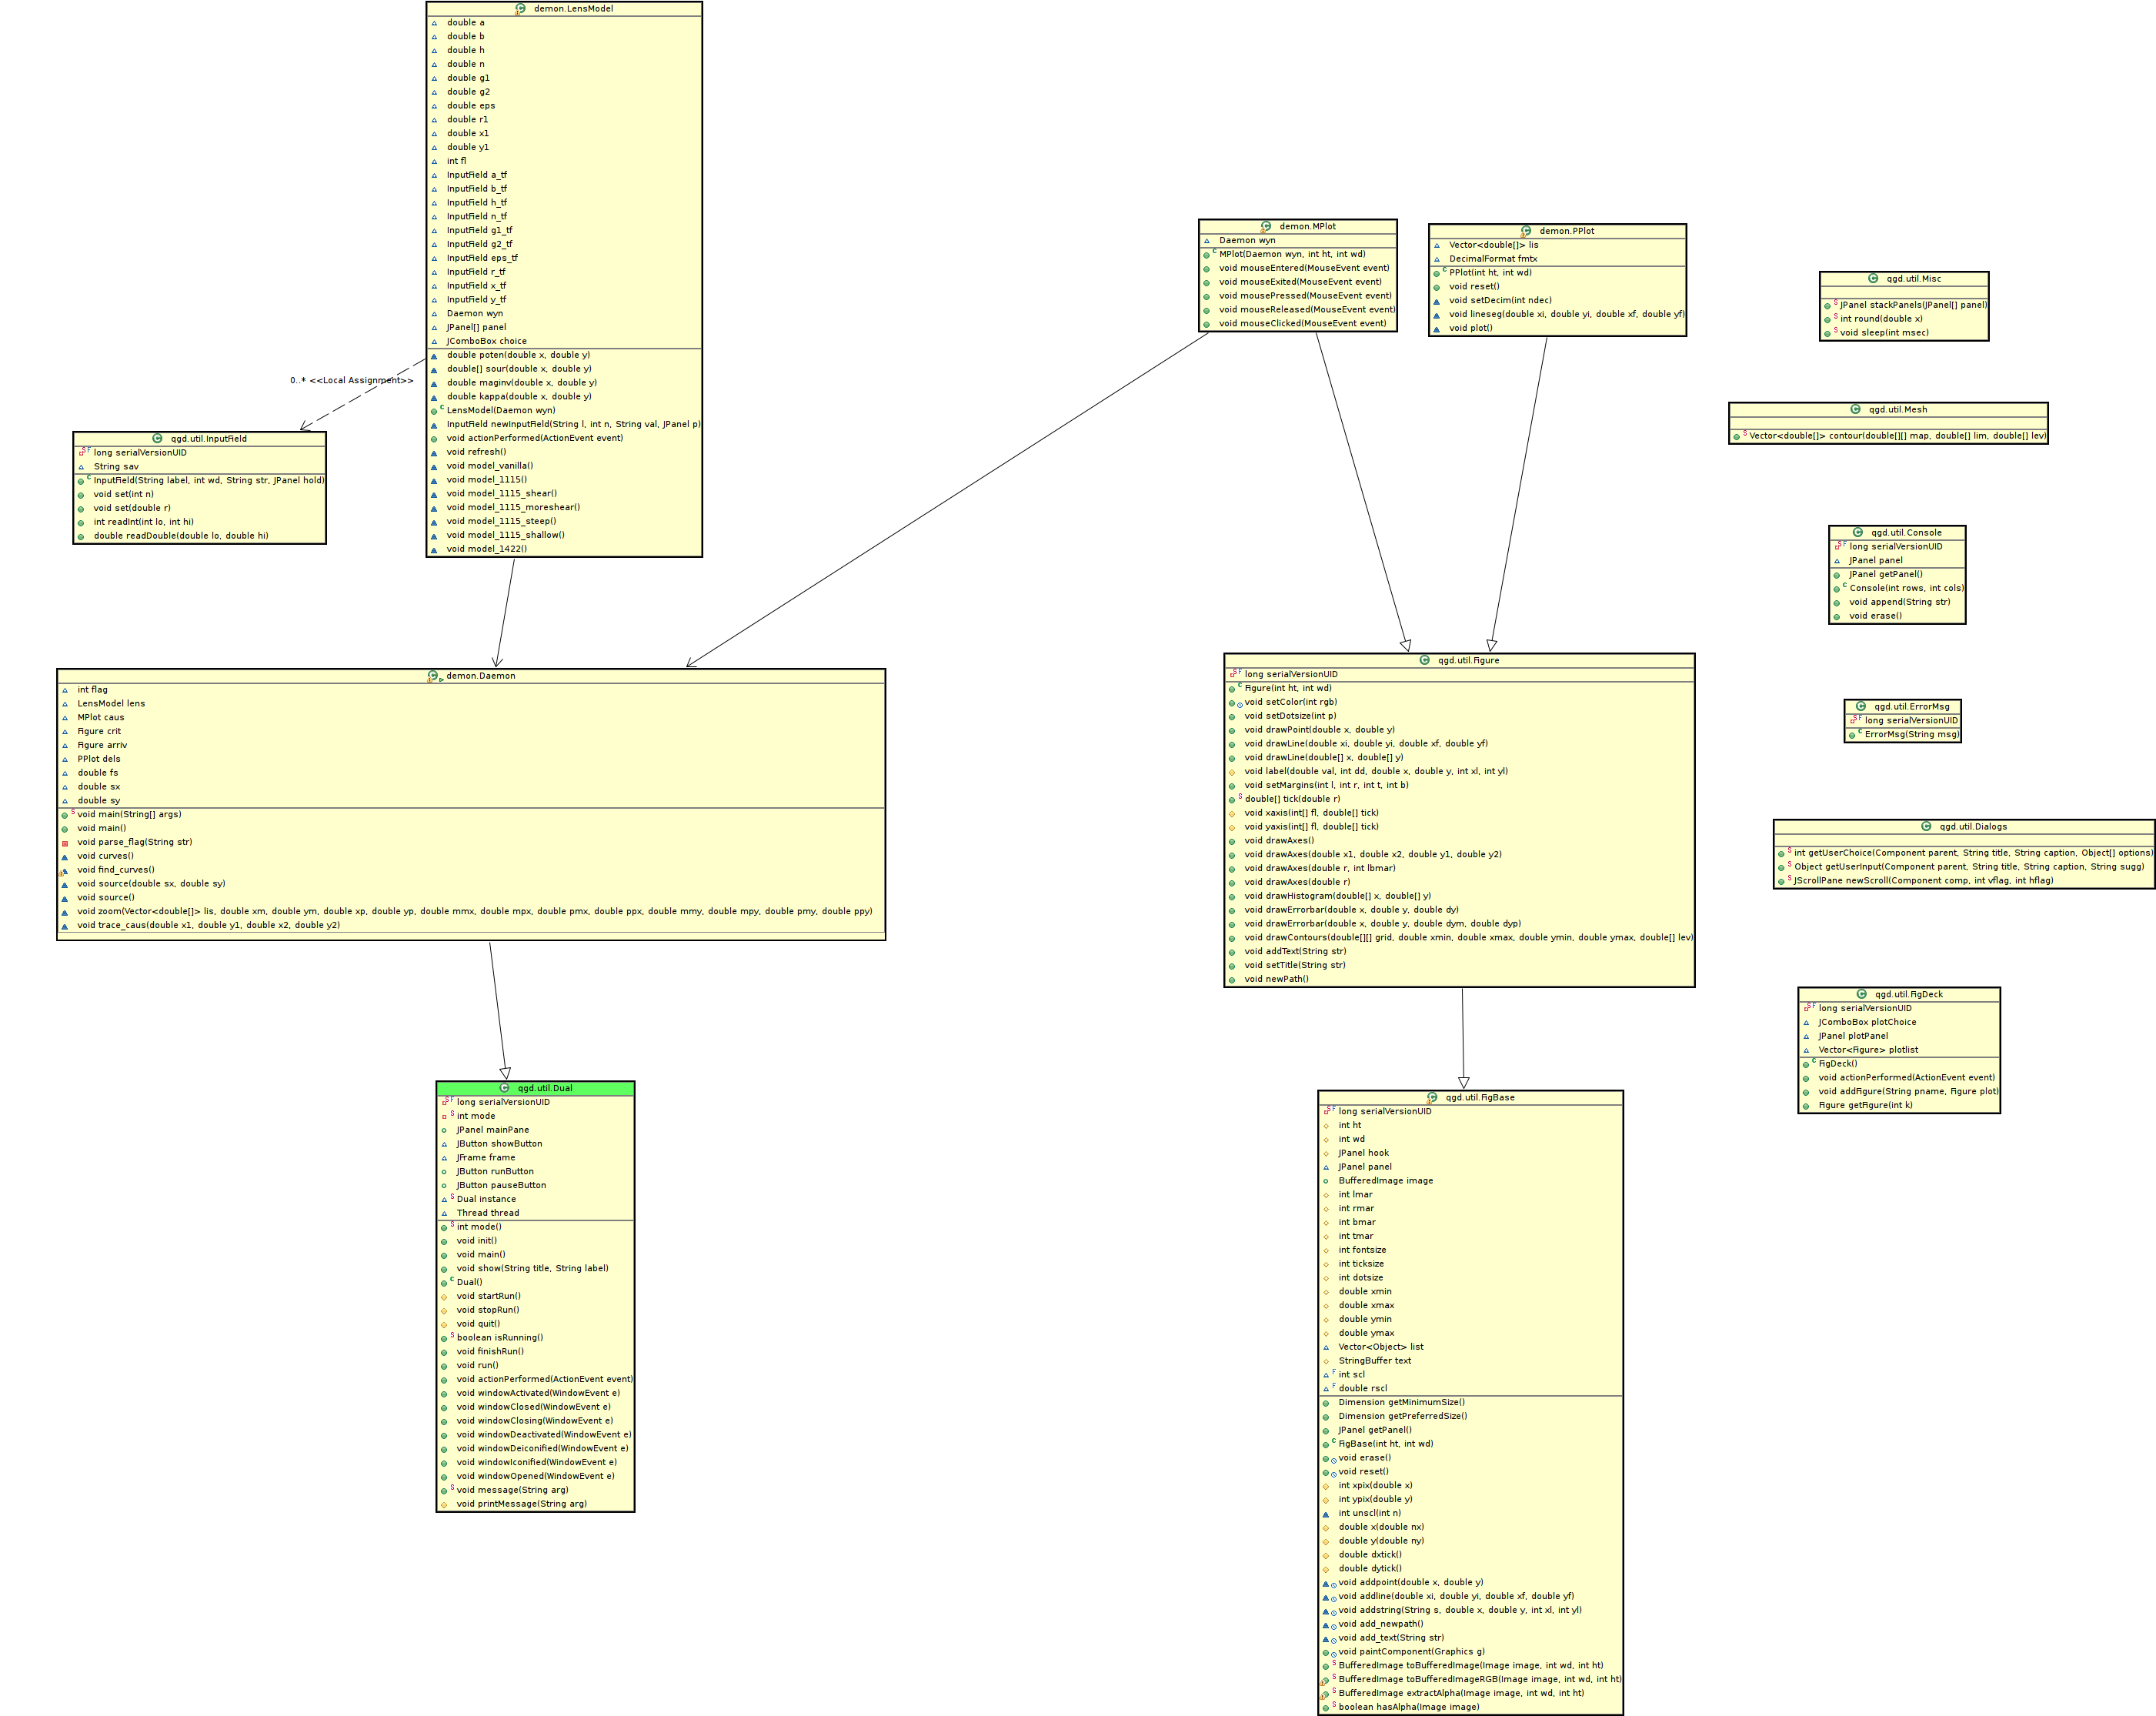 demon.LensModel
double a
double b
double h
double n
double g1
double g2
double eps
double r1
double x1
double y1
int fl
InputField a_tf
InputField b_tf
InputField h_tf
InputField n_tf
InputField g1_tf
InputField g2_tf
InputField eps_tf
InputField r_tf
InputField x_tf
InputField y_tf
Daemon wyn
JPanel[] panel
JComboBox choice
double poten(double x, double y)
double[] sour(double x, double y)
double maginv(double x, double y)
double kappa(double x, double y)
LensModel(Daemon wyn)
InputField newInputField(String l, int n, String val, JPanel p)
void actionPerformed(ActionEvent event)
void refresh()
void model_vanilla()
void model_1115()
void model_1115_shear()
void model_1115_moreshear()
void model_1115_steep()
void model_1115_shallow()
void model_1422()
0..* <<Local Assignment>>
qgd.util.InputField
long serialVersionUID
String sav
InputField(String label, int wd, String str, JPanel hold)
void set(int n)
void set(double r)
int readInt(int lo, int hi)
double readDouble(double lo, double hi)
demon.MPlot
Daemon wyn
MPlot(Daemon wyn, int ht, int wd)
void mouseEntered(MouseEvent event)
void mouseExited(MouseEvent event)
void mousePressed(MouseEvent event)
void mouseReleased(MouseEvent event)
void mouseClicked(MouseEvent event)
demon.PPlot
Vector<double[]> lis
DecimalFormat fmtx
PPlot(int ht, int wd)
void reset()
void setDecim(int ndec)
void lineseg(double xi, double yi, double xf, double yf)
void plot()
qgd.util.Misc
JPanel stackPanels(JPanel[] panel)
int round(double x)
void sleep(int msec)
qgd.util.Mesh
Vector<double[]> contour(double[][] map, double[] lim, double[] lev)
qgd.util.Console
long serialVersionUID
JPanel panel
JPanel getPanel()
Console(int rows, int cols)
void append(String str)
void erase()
qgd.util.ErrorMsg
long serialVersionUID
ErrorMsg(String msg)
qgd.util.Dialogs
int getUserChoice(Component parent, String title, String caption, Object[] options)
Object getUserInput(Component parent, String title, String caption, String sugg)
JScrollPane newScroll(Component comp, int vflag, int hflag)
qgd.util.FigDeck
long serialVersionUID
JComboBox plotChoice
JPanel plotPanel
Vector<Figure> plotlist
FigDeck()
void actionPerformed(ActionEvent event)
void addFigure(String pname, Figure plot)
Figure getFigure(int k)
demon.Daemon
int flag
LensModel lens
MPlot caus
Figure crit
Figure arriv
PPlot dels
double fs
double sx
double sy
void main(String[] args)
void main()
void parse_flag(String str)
void curves()
void find_curves()
void source(double sx, double sy)
void source()
void zoom(Vector<double[]> lis, double xm, double ym, double xp, double yp, double mmx, double mpx, double pmx, double ppx, double mmy, double mpy, double pmy, double ppy)
void trace_caus(double x1, double y1, double x2, double y2)
qgd.util.Figure
long serialVersionUID
Figure(int ht, int wd)
void setColor(int rgb)
void setDotsize(int p)
void drawPoint(double x, double y)
void drawLine(double xi, double yi, double xf, double yf)
void drawLine(double[] x, double[] y)
void label(double val, int dd, double x, double y, int xl, int yl)
void setMargins(int l, int r, int t, int b)
double[] tick(double r)
void xaxis(int[] fl, double[] tick)
void yaxis(int[] fl, double[] tick)
void drawAxes()
void drawAxes(double x1, double x2, double y1, double y2)
void drawAxes(double r, int lbmar)
void drawAxes(double r)
void drawHistogram(double[] x, double[] y)
void drawErrorbar(double x, double y, double dy)
void drawErrorbar(double x, double y, double dym, double dyp)
void drawContours(double[][] grid, double xmin, double xmax, double ymin, double ymax, double[] lev)
void addText(String str)
void setTitle(String str)
void newPath()
qgd.util.Dual
long serialVersionUID
int mode
JPanel mainPane
JButton showButton
JFrame frame
JButton runButton
JButton pauseButton
Dual instance
Thread thread
int mode()
void init()
void main()
void show(String title, String label)
Dual()
void startRun()
void stopRun()
void quit()
boolean isRunning()
void finishRun()
void run()
void actionPerformed(ActionEvent event)
void windowActivated(WindowEvent e)
void windowClosed(WindowEvent e)
void windowClosing(WindowEvent e)
void windowDeactivated(WindowEvent e)
void windowDeiconified(WindowEvent e)
void windowIconified(WindowEvent e)
void windowOpened(WindowEvent e)
void message(String arg)
void printMessage(String arg)
qgd.util.FigBase
long serialVersionUID
int ht
int wd
JPanel hook
JPanel panel
BufferedImage image
int lmar
int rmar
int bmar
int tmar
int fontsize
int ticksize
int dotsize
double xmin
double xmax
double ymin
double ymax
Vector<Object> list
StringBuffer text
int scl
double rscl
Dimension getMinimumSize()
Dimension getPreferredSize()
JPanel getPanel()
FigBase(int ht, int wd)
void erase()
void reset()
int xpix(double x)
int ypix(double y)
int unscl(int n)
double x(double nx)
double y(double ny)
double dxtick()
double dytick()
void addpoint(double x, double y)
void addline(double xi, double yi, double xf, double yf)
void addstring(String s, double x, double y, int xl, int yl)
void add_newpath()
void add_text(String str)
void paintComponent(Graphics g)
BufferedImage toBufferedImage(Image image, int wd, int ht)
BufferedImage toBufferedImageRGB(Image image, int wd, int ht)
BufferedImage extractAlpha(Image image, int wd, int ht)
boolean hasAlpha(Image image)